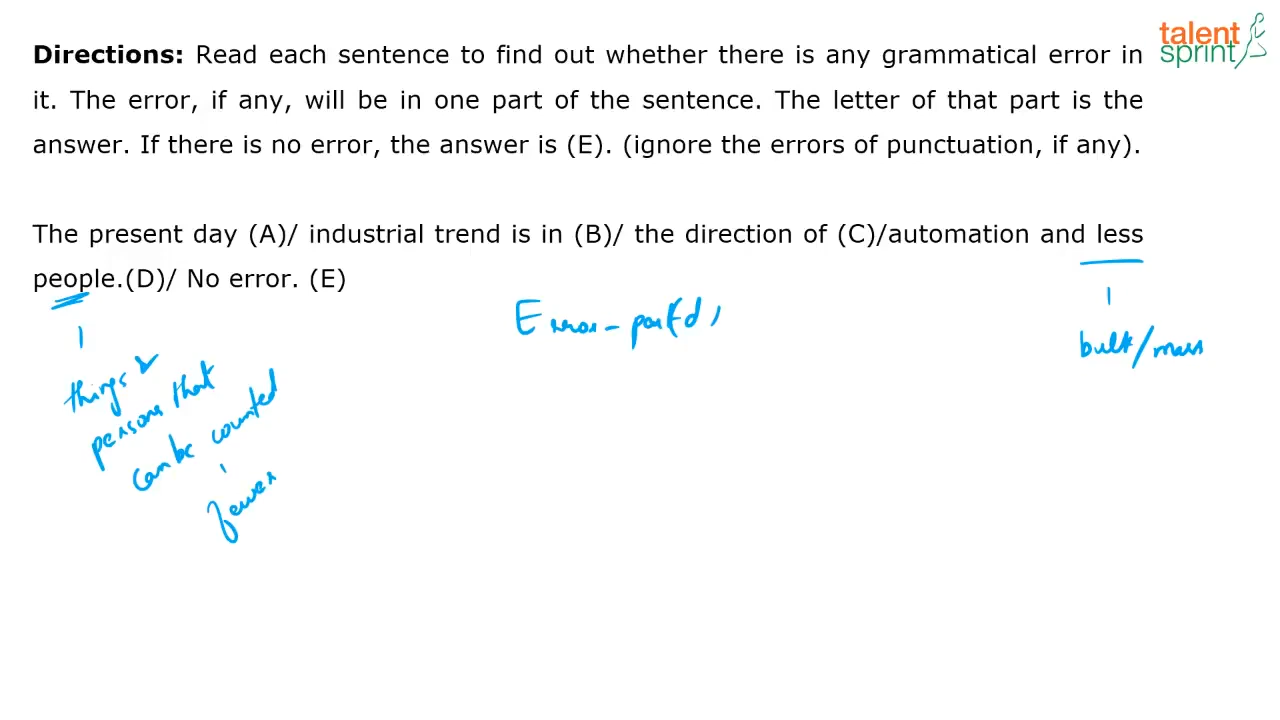 talent
sprint
Directions: Read each sentence to find out whether there is any grammatical error in
it. The error, if any, will be in one part of the sentence. The letter of that part is the
answer. If there is no error, the answer is (E). (ignore the errors of punctuation, if any).
The present day (A)/ industrial trend is in (B)/ the direction of (C)/automation and less
people.(D)/ No error. (E)
Error - part(d)
bulk/mass
things &
persons that
can be counted
fewer